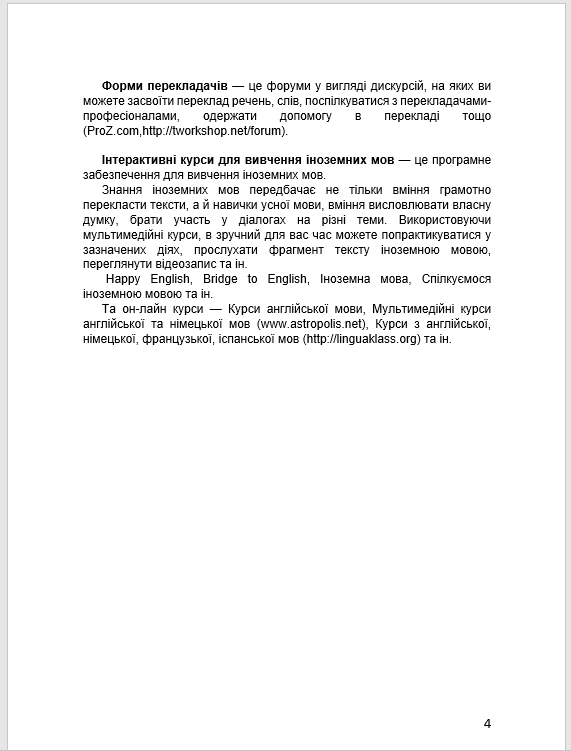 Форми перекладачів — це форуми у вигляді дискурсій, на яких ви
можете засвоїти переклад речень, слів, поспілкуватися з перекладачами-
професіоналами, одержати допомогу в перекладі тощо
(ProZ.com,http://tworkshop.net/forum).
Інтерактивні курси для вивчення іноземних мов — це програмне
забезпечення для вивчення іноземних мов.
Знання іноземних мов передбачає не тільки вміння грамотно
перекласти тексти, а й навички усної мови, вміння висловлювати власну
думку, брати участь у діалогах на різні теми. Використовуючи
мультимедійні курси, в зручний для вас час можете попрактикуватися у
зазначених діях, прослухати фрагмент тексту іноземною мовою,
переглянути відеозапис та ін.
Happy English, Bridge to English, Іноземна мова, Спілкуємося
іноземною мовою та ін.
Та он-лайн курси — Курси англійської мови, Мультимедійні курси
англійської та німецької мов (www.astropolis.net), Курси з англійської,
німецької, французької, іспанської мов (http://linguaklass.org) та ін.
4